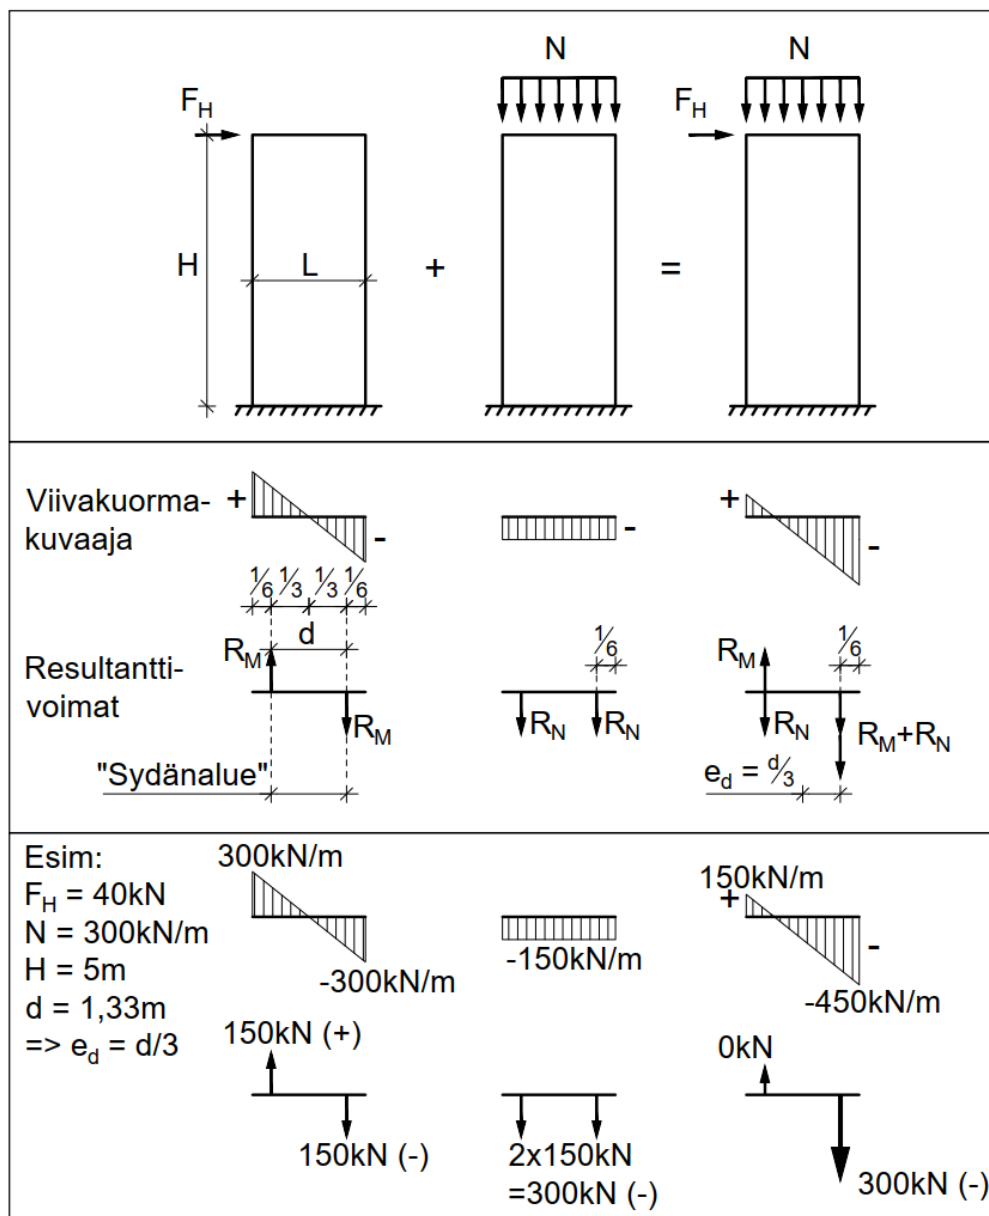 N
N
F_H
F_H
H
L
+
=
Viivakuorma-
kuvaaja
+
-
-
+
-
1/6 1/3 1/3 1/6
d
1/6
1/6
Resultantti-
voimat
R_M
R_M
R_N
R_N
R_M
R_N
R_M+R_N
"Sydänalue"
e_d = d/3
Esim:
F_H = 40kN
N = 300kN/m
H = 5m
d = 1,33m
=> e_d = d/3
300kN/m
-300kN/m
-150kN/m
150kN/m
+
-
-450kN/m
150kN (+)
150kN (-)
2x150kN
=300kN (-)
0kN
300kN (-)